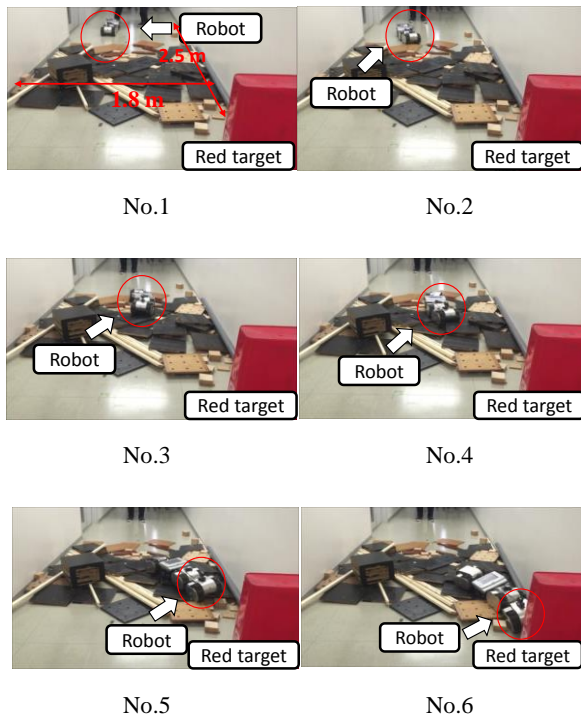 Robot
2.5 m
1.8 m
Red target
No.1
Robot
Red target
No.2
Robot
Red target
No.3
Robot
Red target
No.4
Robot
Red target
No.5
Robot
Red target
No.6